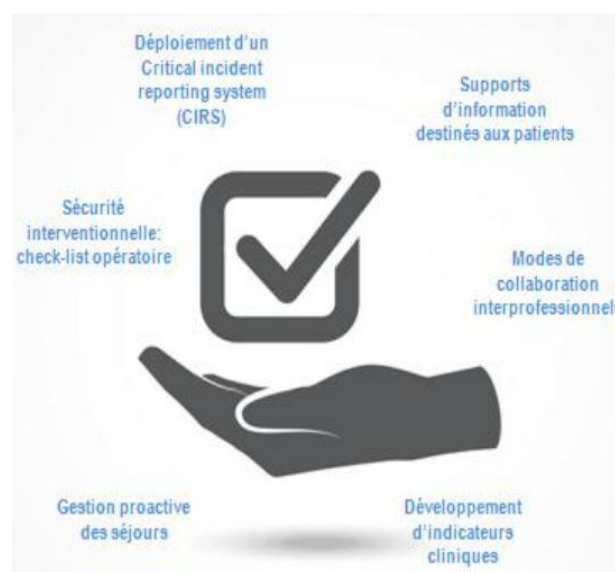 Déploiement d'un
Critical incident
reporting system
(CIRS)
Supports
d'information
destinés aux patients
Sécurité
interventionnelle:
check-list opératoire
Modes de
collaboration
interprofessionnel
Gestion proactive
des séjours
Développement
d'indicateurs
cliniques